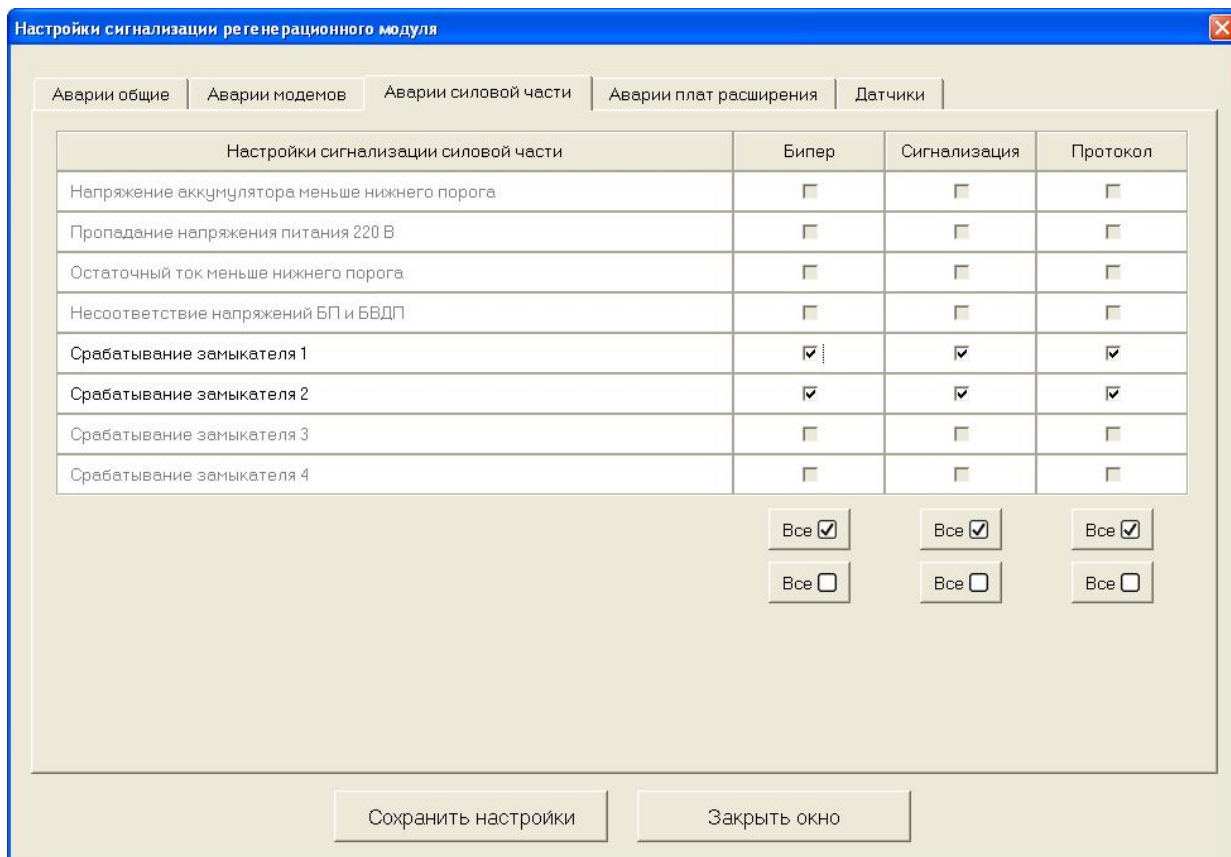 Настройки сигнализации регенерационного модуля
Аварии общие Аварии модемов Аварии силовой части Аварии плат расширения Датчики
Настройки сигнализации силовой части Бипер Сигнализация Протокол
Напряжение аккумулятора меньше нижнего порога
Пропадание напряжения питания 220 В
Остаточный ток меньше нижнего порога
Несоответствие напряжений БП и БВДП
Срабатывание замыкателя 1
Срабатывание замыкателя 2
Срабатывание замыкателя 3
Срабатывание замыкателя 4
Все Все Все
Все Все Все
Сохранить настройки Закрыть окно